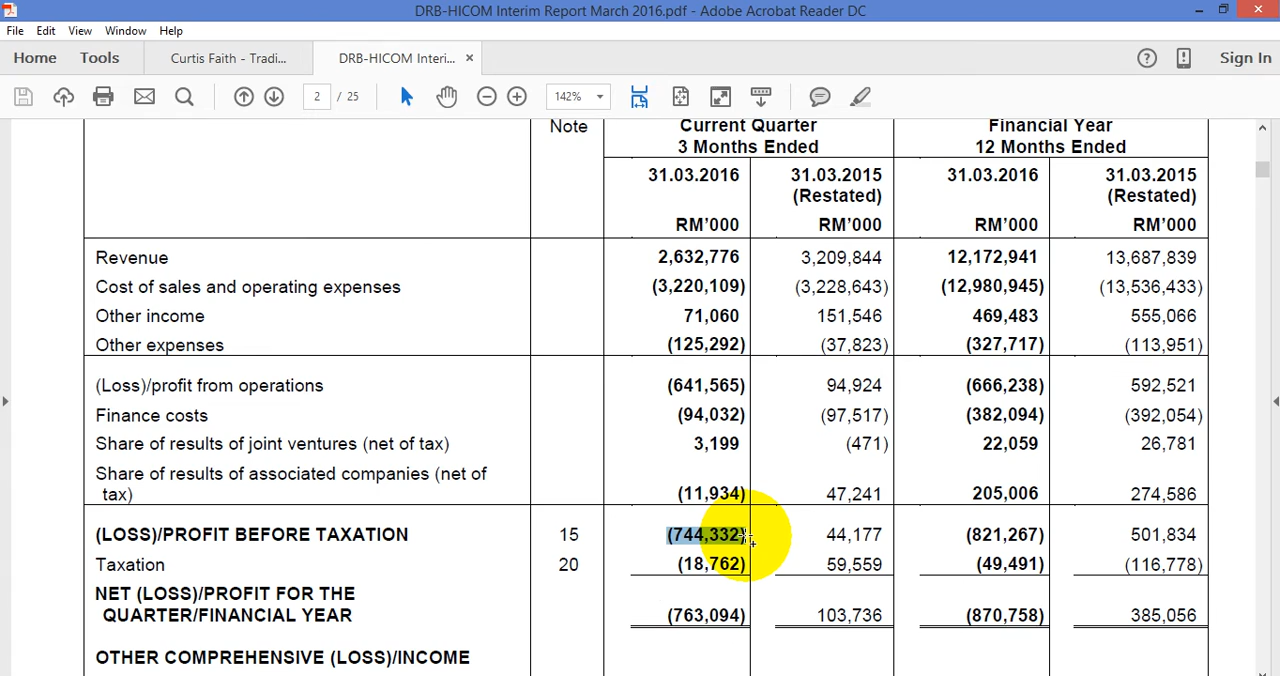 DRB-HICOM Interim Report March 2016.pdf - Adobe Acrobat Reader DC
File Edit View Window Help
Home Tools Curtis Faith - Tradi... DRB-HICOM Interi... × Sign In
2 / 25 142%
Note Current Quarter Financial Year
3 Months Ended 12 Months Ended
31.03.2016 31.03.2015 31.03.2016 31.03.2015
(Restated) (Restated)
RM'000 RM'000 RM'000 RM'000
Revenue 2,632,776 3,209,844 12,172,941 13,687,839
Cost of sales and operating expenses (3,220,109) (3,228,643) (12,980,945) (13,536,433)
Other income 71,060 151,546 469,483 555,066
Other expenses (125,292) (37,823) (327,717) (113,951)
(Loss)/profit from operations (641,565) 94,924 (666,238) 592,521
Finance costs (94,032) (97,517) (382,094) (392,054)
Share of results of joint ventures (net of tax) 3,199 (471) 22,059 26,781
Share of results of associated companies (net of
tax) (11,934) 47,241 205,006 274,586
(LOSS)/PROFIT BEFORE TAXATION 15 (744,332) 44,177 (821,267) 501,834
Taxation 20 (18,762) 59,559 (49,491) (116,778)
NET (LOSS)/PROFIT FOR THE
QUARTER/FINANCIAL YEAR (763,094) 103,736 (870,758) 385,056
OTHER COMPREHENSIVE (LOSS)/INCOME